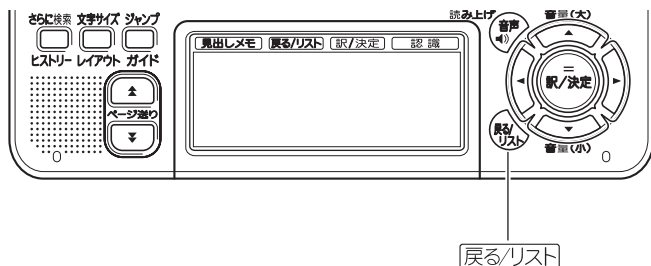 さらに検索 文字サイズ ジャンプ
ヒストリー レイアウト ガイド
ページ送り
見出しメモ 戻る/リスト 訳/決定 認識
読み上げ 音声
音量(大)
=
訳/決定
戻る/
リスト
音量(小)
戻る/リスト